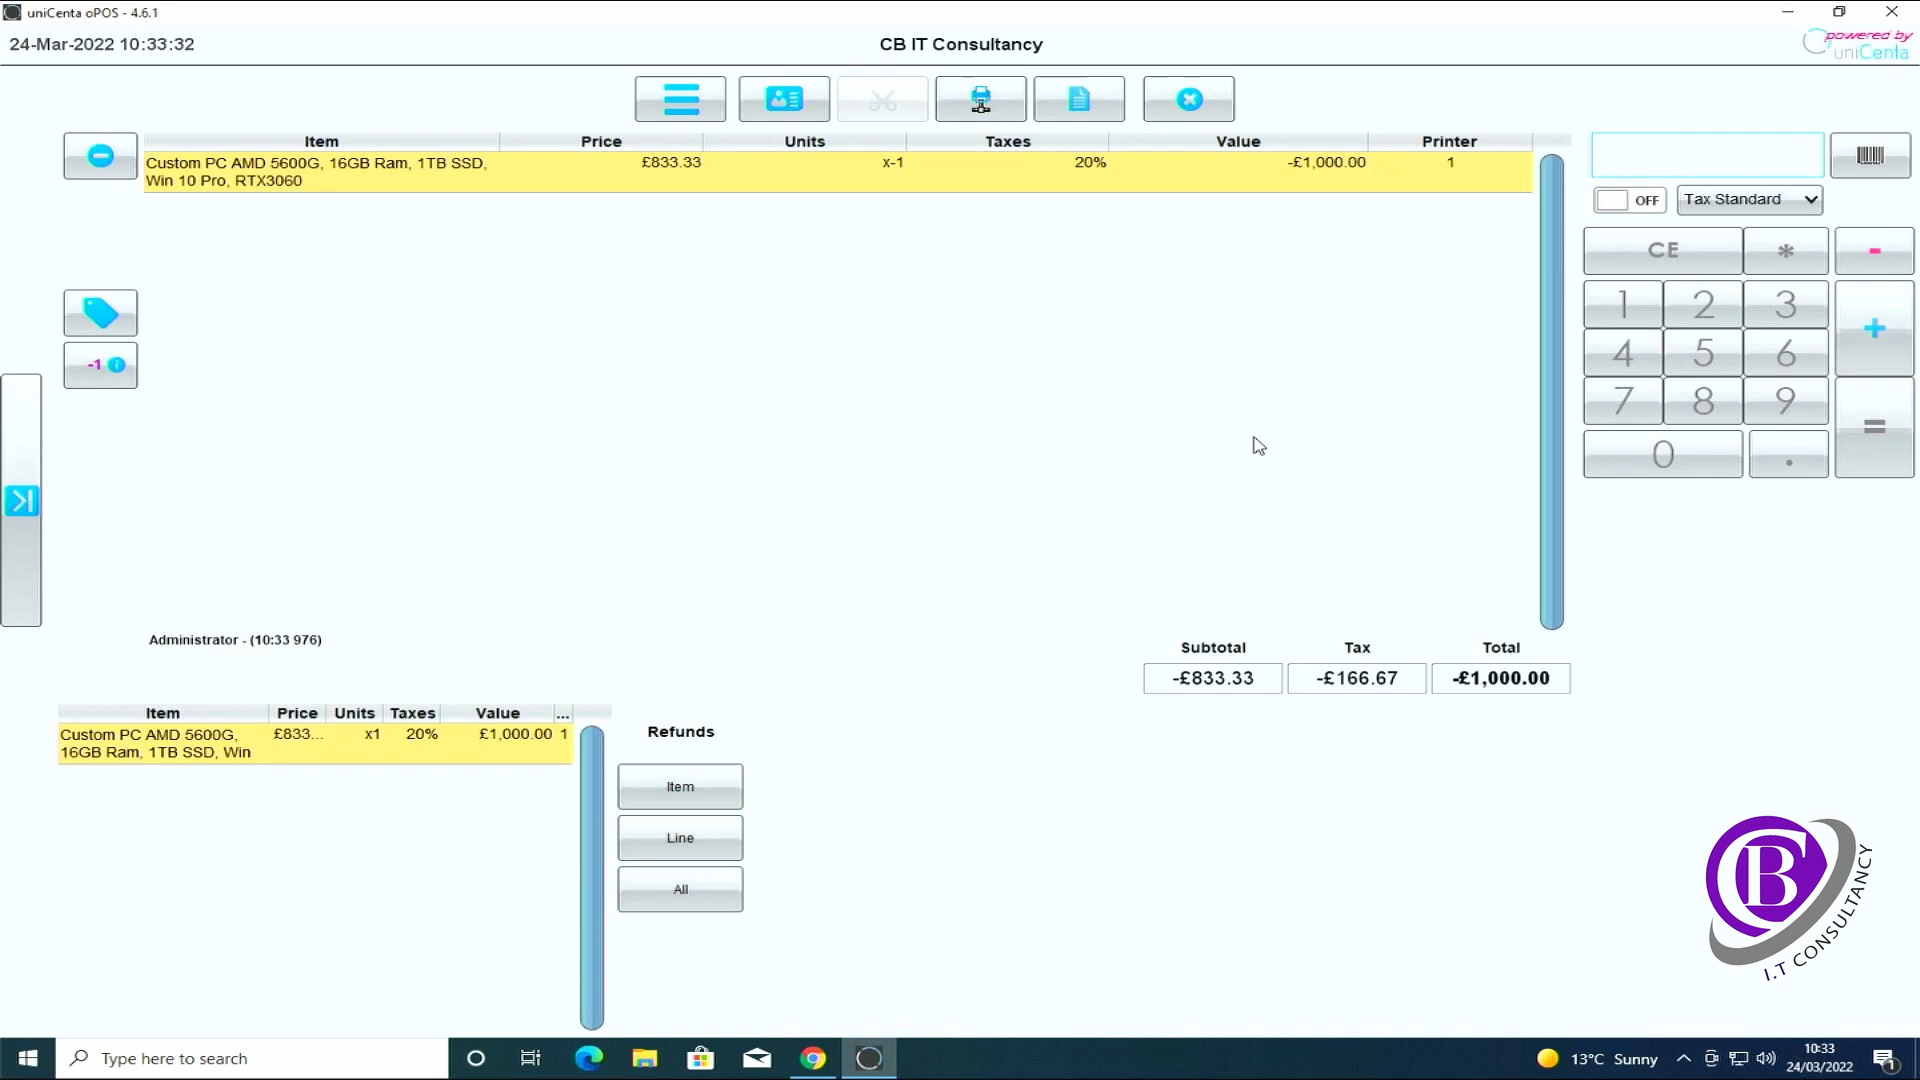 uniCenta oPOS - 4.6.1
24-Mar-2022 10:33:32
CB IT Consultancy
powered by
uniCenta
Item Price Units Taxes Value Printer
Custom PC AMD 5600G, 16GB Ram, 1TB SSD, £833.33 x-1 20% -£1,000.00 1
Win 10 Pro, RTX3060
OFF Tax Standard
CE * -
1 2 3 +
4 5 6
7 8 9 =
0 .
-1
Administrator - (10:33 976)
Subtotal Tax Total
-£833.33 -£166.67 -£1,000.00
Item Price Units Taxes Value ...
Custom PC AMD 5600G, £833... x1 20% £1,000.00 1
16GB Ram, 1TB SSD, Win
Refunds
Item
Line
All
CB
I.T CONSULTANCY
Type here to search
13°C Sunny
10:33
24/03/2022
1